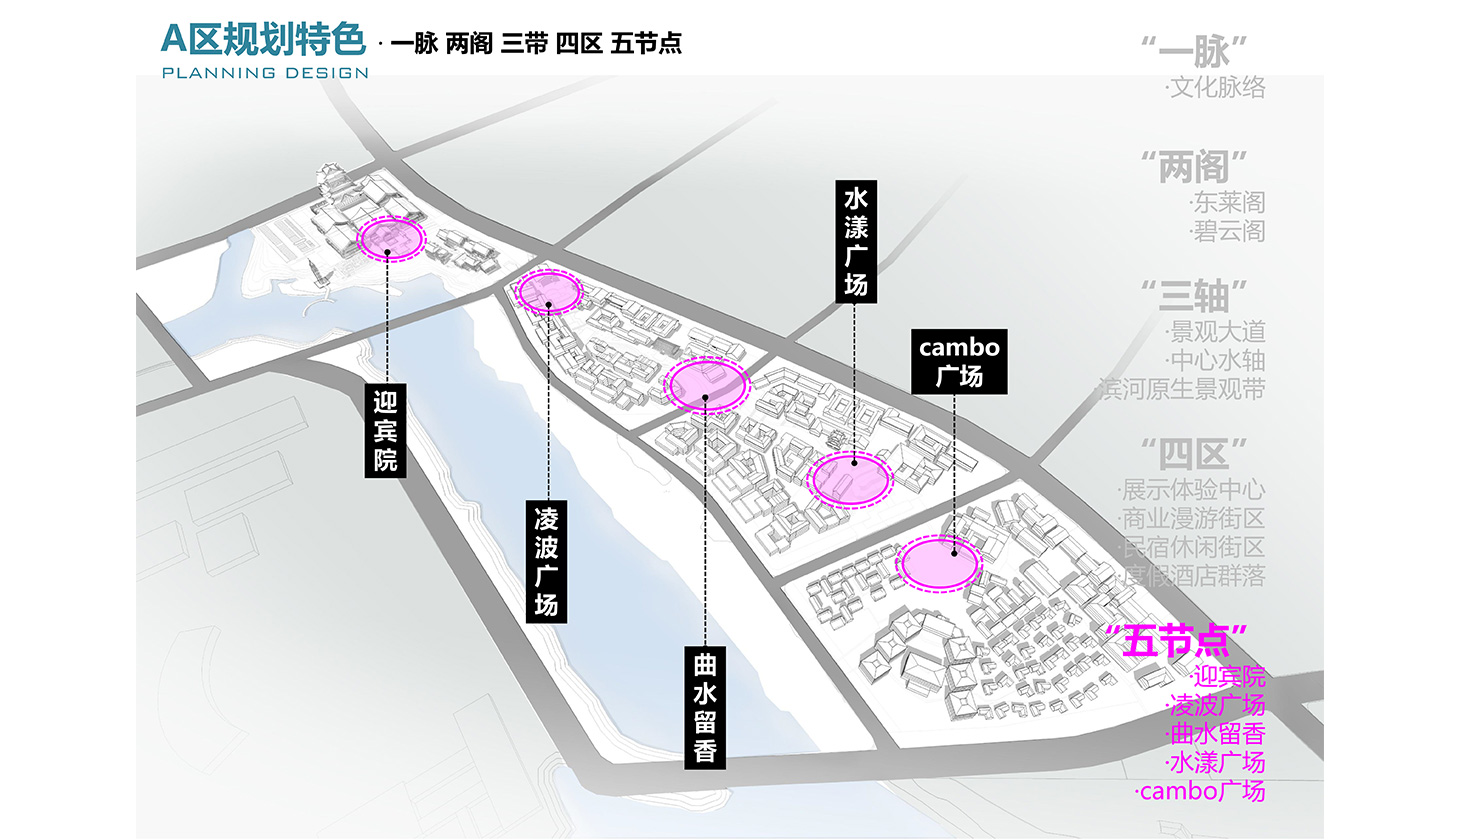 A区规划特色 · 一脉 两阁 三带 四区 五节点
PLANNING DESIGN
“一脉”
·文化脉络
“两阁”
·东莱阁
·碧云阁
“三轴”
·景观大道
·中心水轴
·滨河原生景观带
“四区”
·展示体验中心
·商业漫游街区
·民宿休闲街区
·度假酒店群落
“五节点”
·迎宾院
·凌波广场
·曲水留香
·水漾广场
·cambo广场
水漾广场
cambo
广场
迎宾院
凌波广场
曲水留香